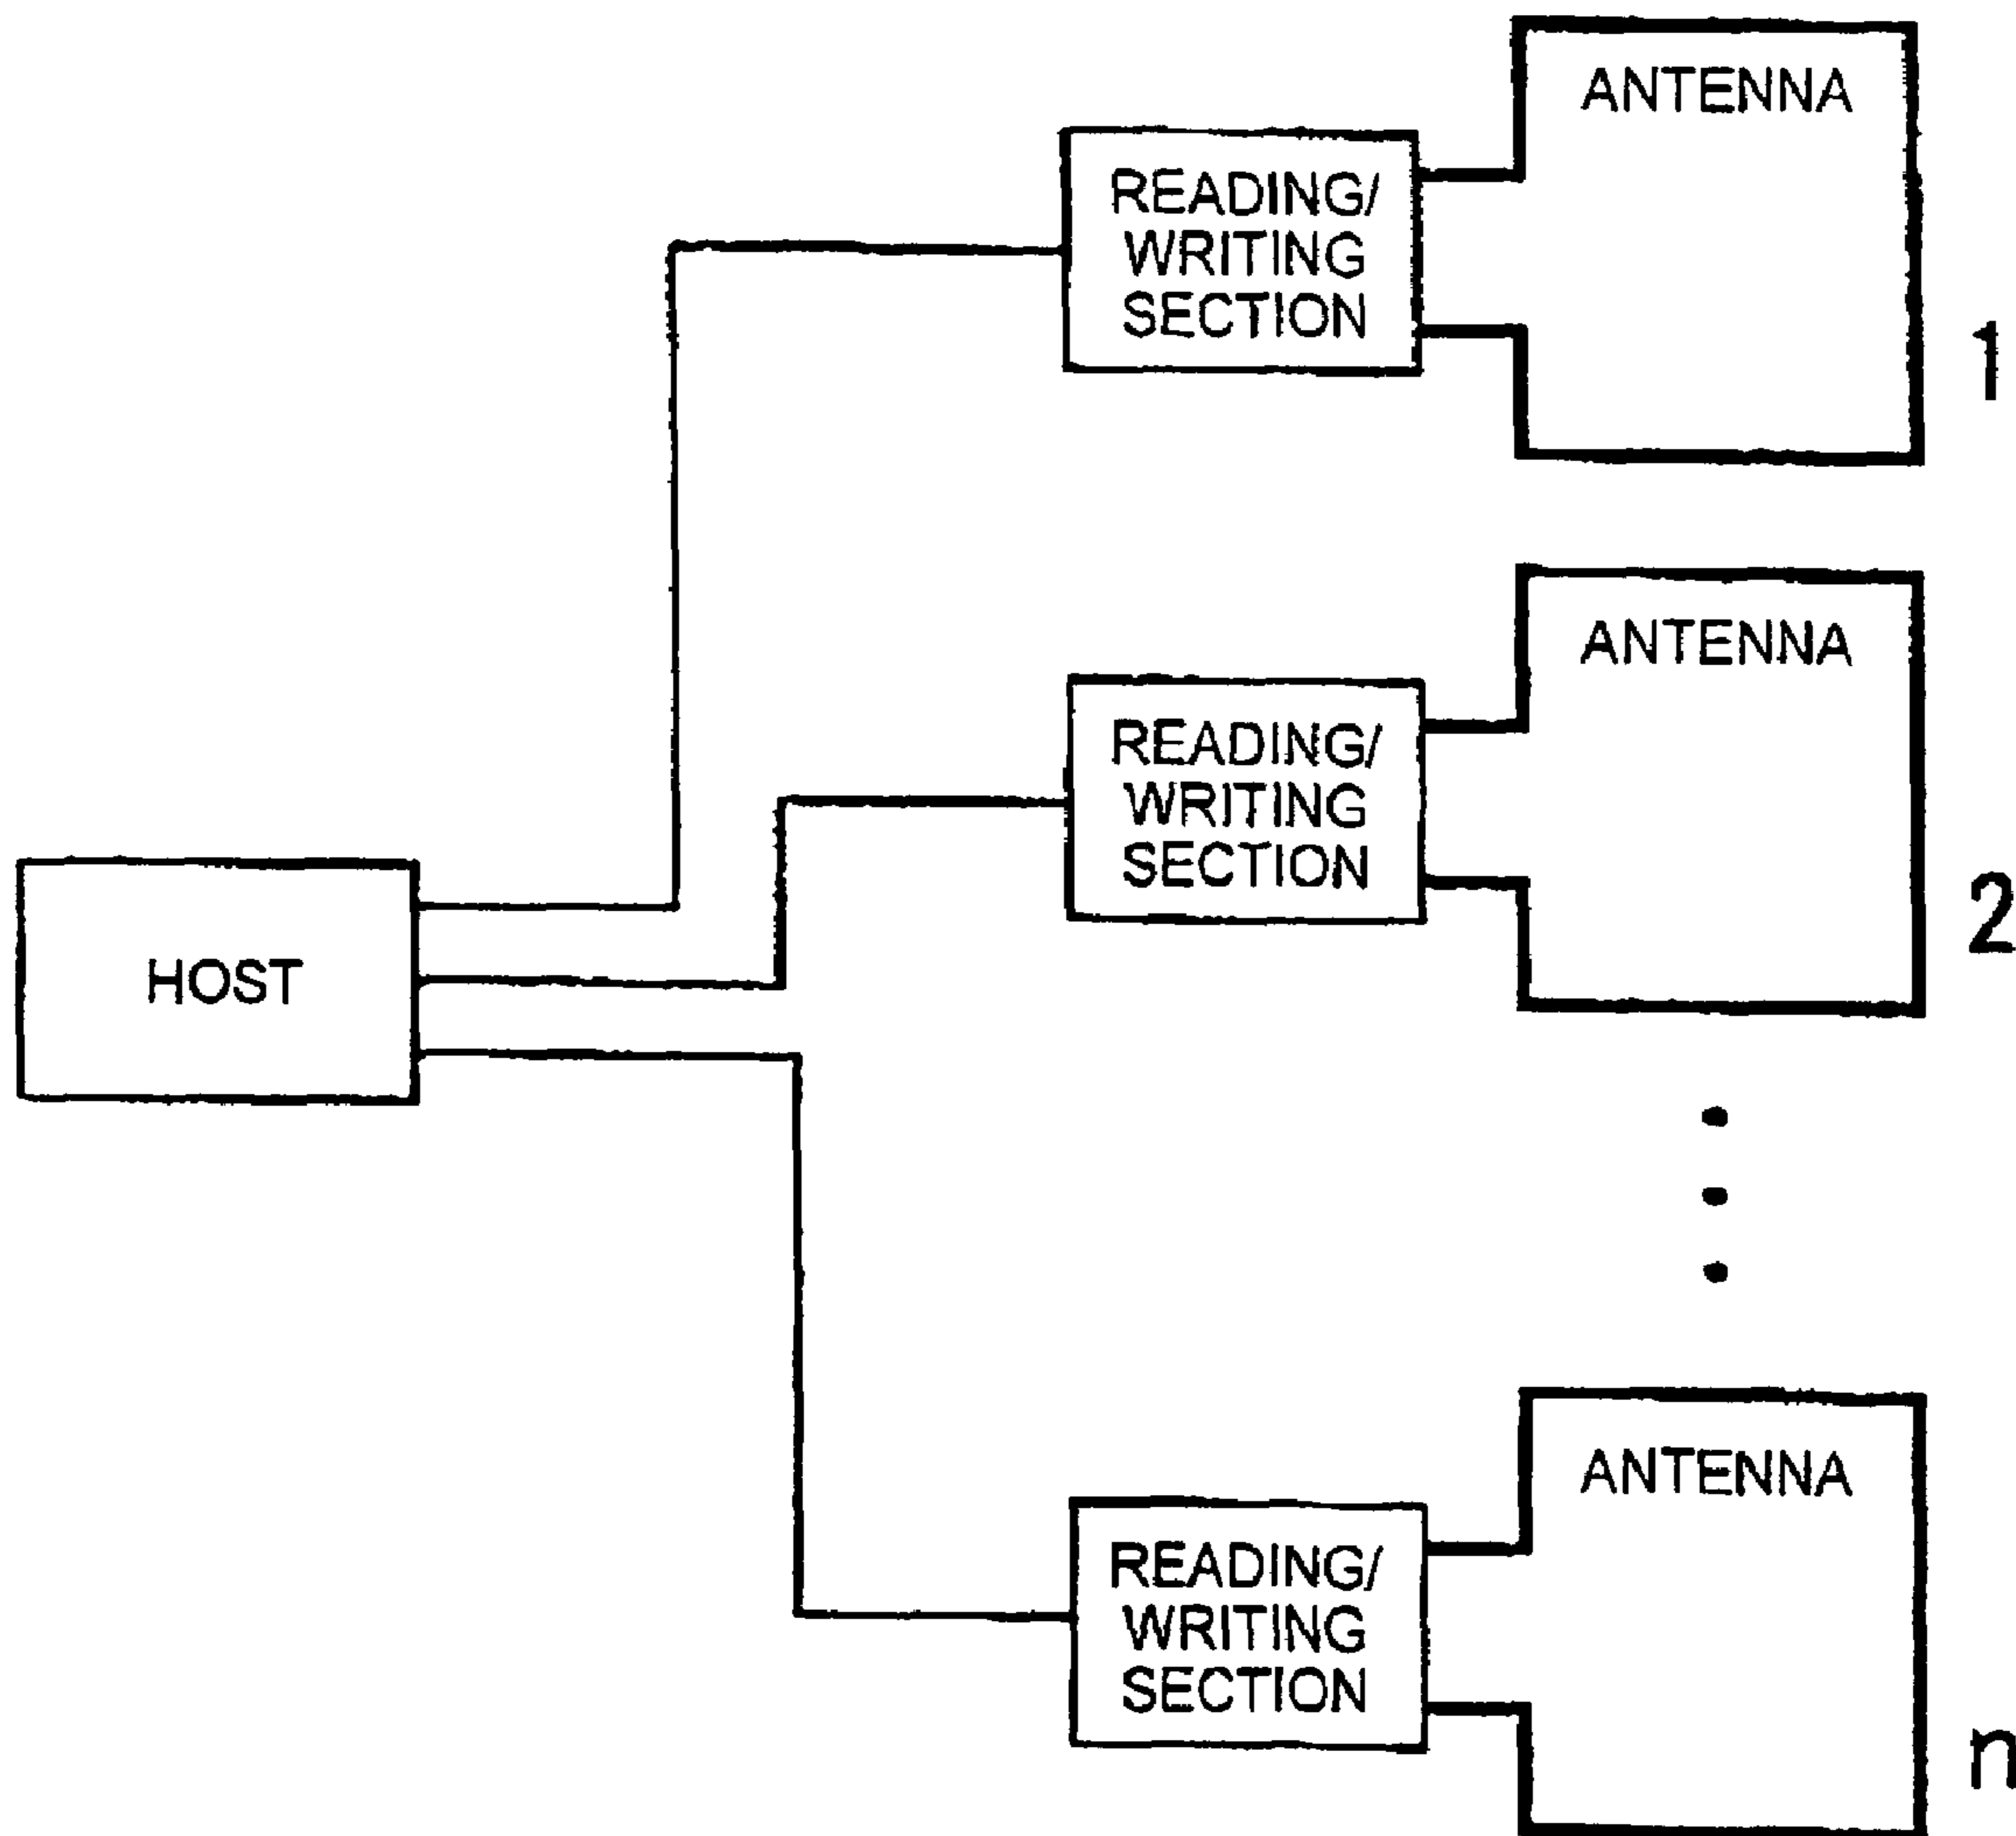 ANTENNA
READING/
WRITING
SECTION
1
ANTENNA
READING/
WRITING
SECTION
2
HOST
ANTENNA
READING/
WRITING
SECTION
n